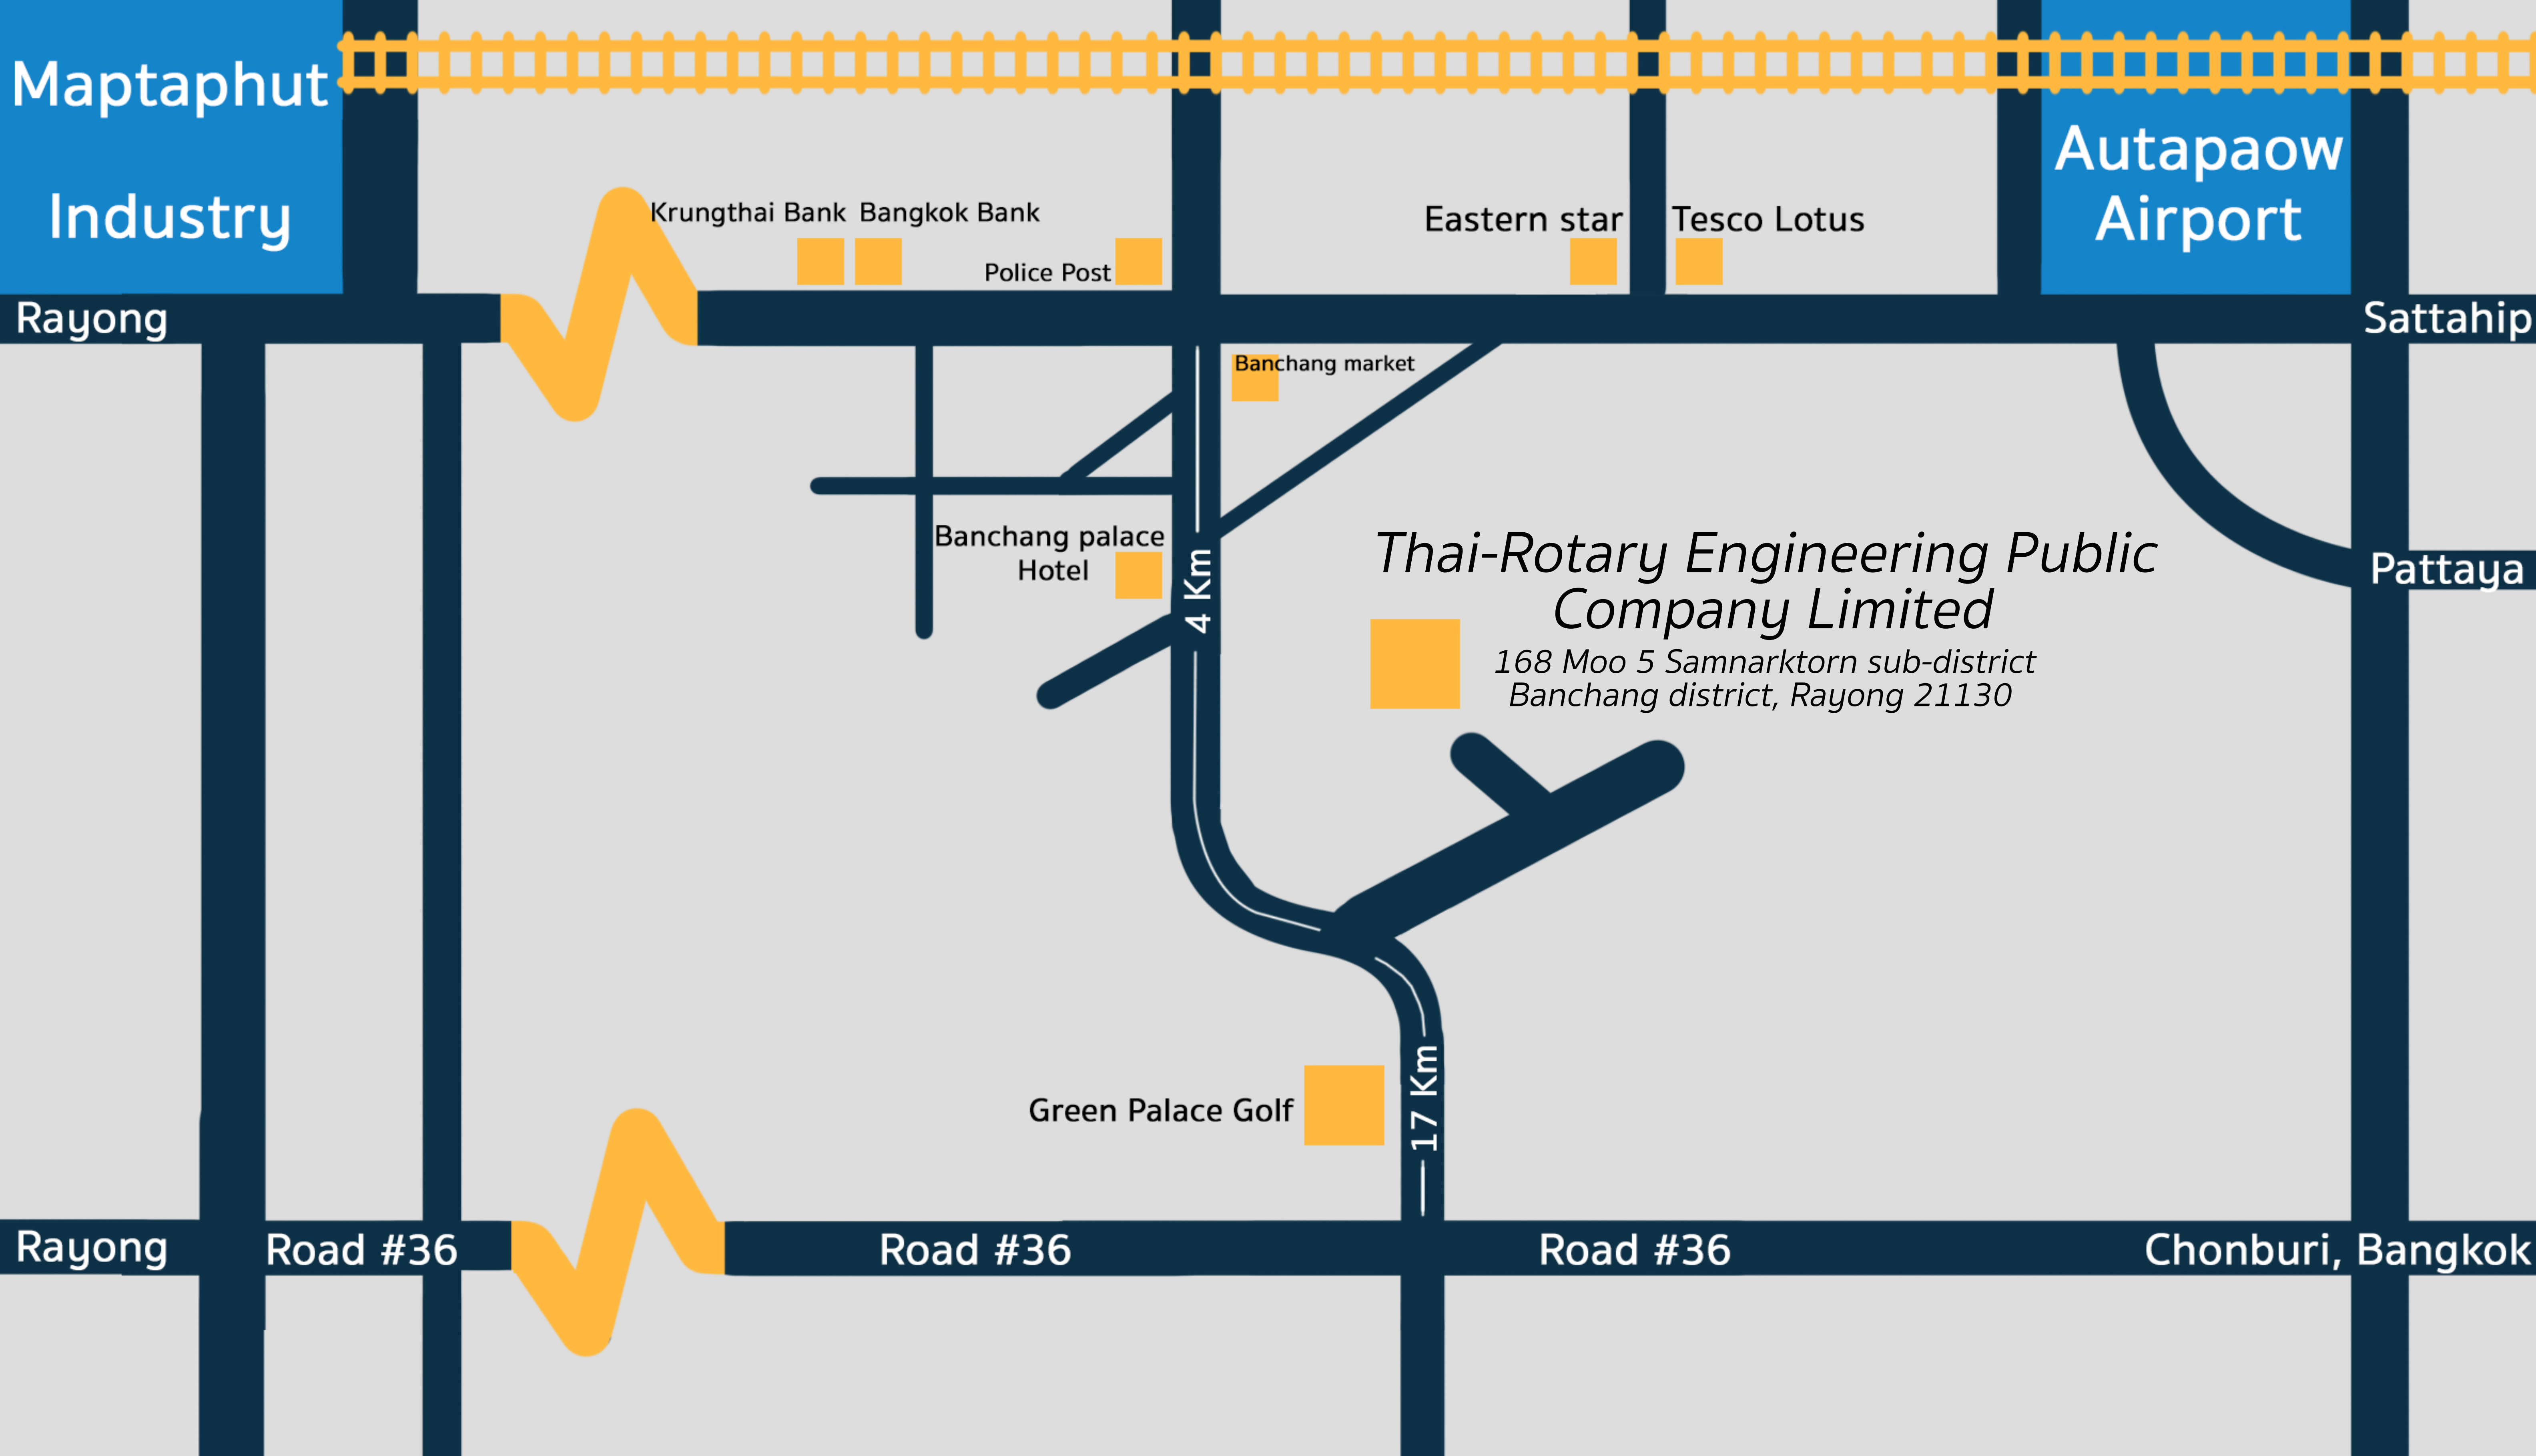 Maptaphut
Industry
Autapaow
Airport
Krungthai Bank
Bangkok Bank
Police Post
Eastern star
Tesco Lotus
Rayong
Sattahip
Banchang market
Banchang palace
Hotel
4 Km
Thai-Rotary Engineering Public
Company Limited
168 Moo 5 Samnarktorn sub-district
Banchang district, Rayong 21130
Pattaya
Green Palace Golf
17 Km
Rayong
Road #36
Road #36
Road #36
Chonburi, Bangkok